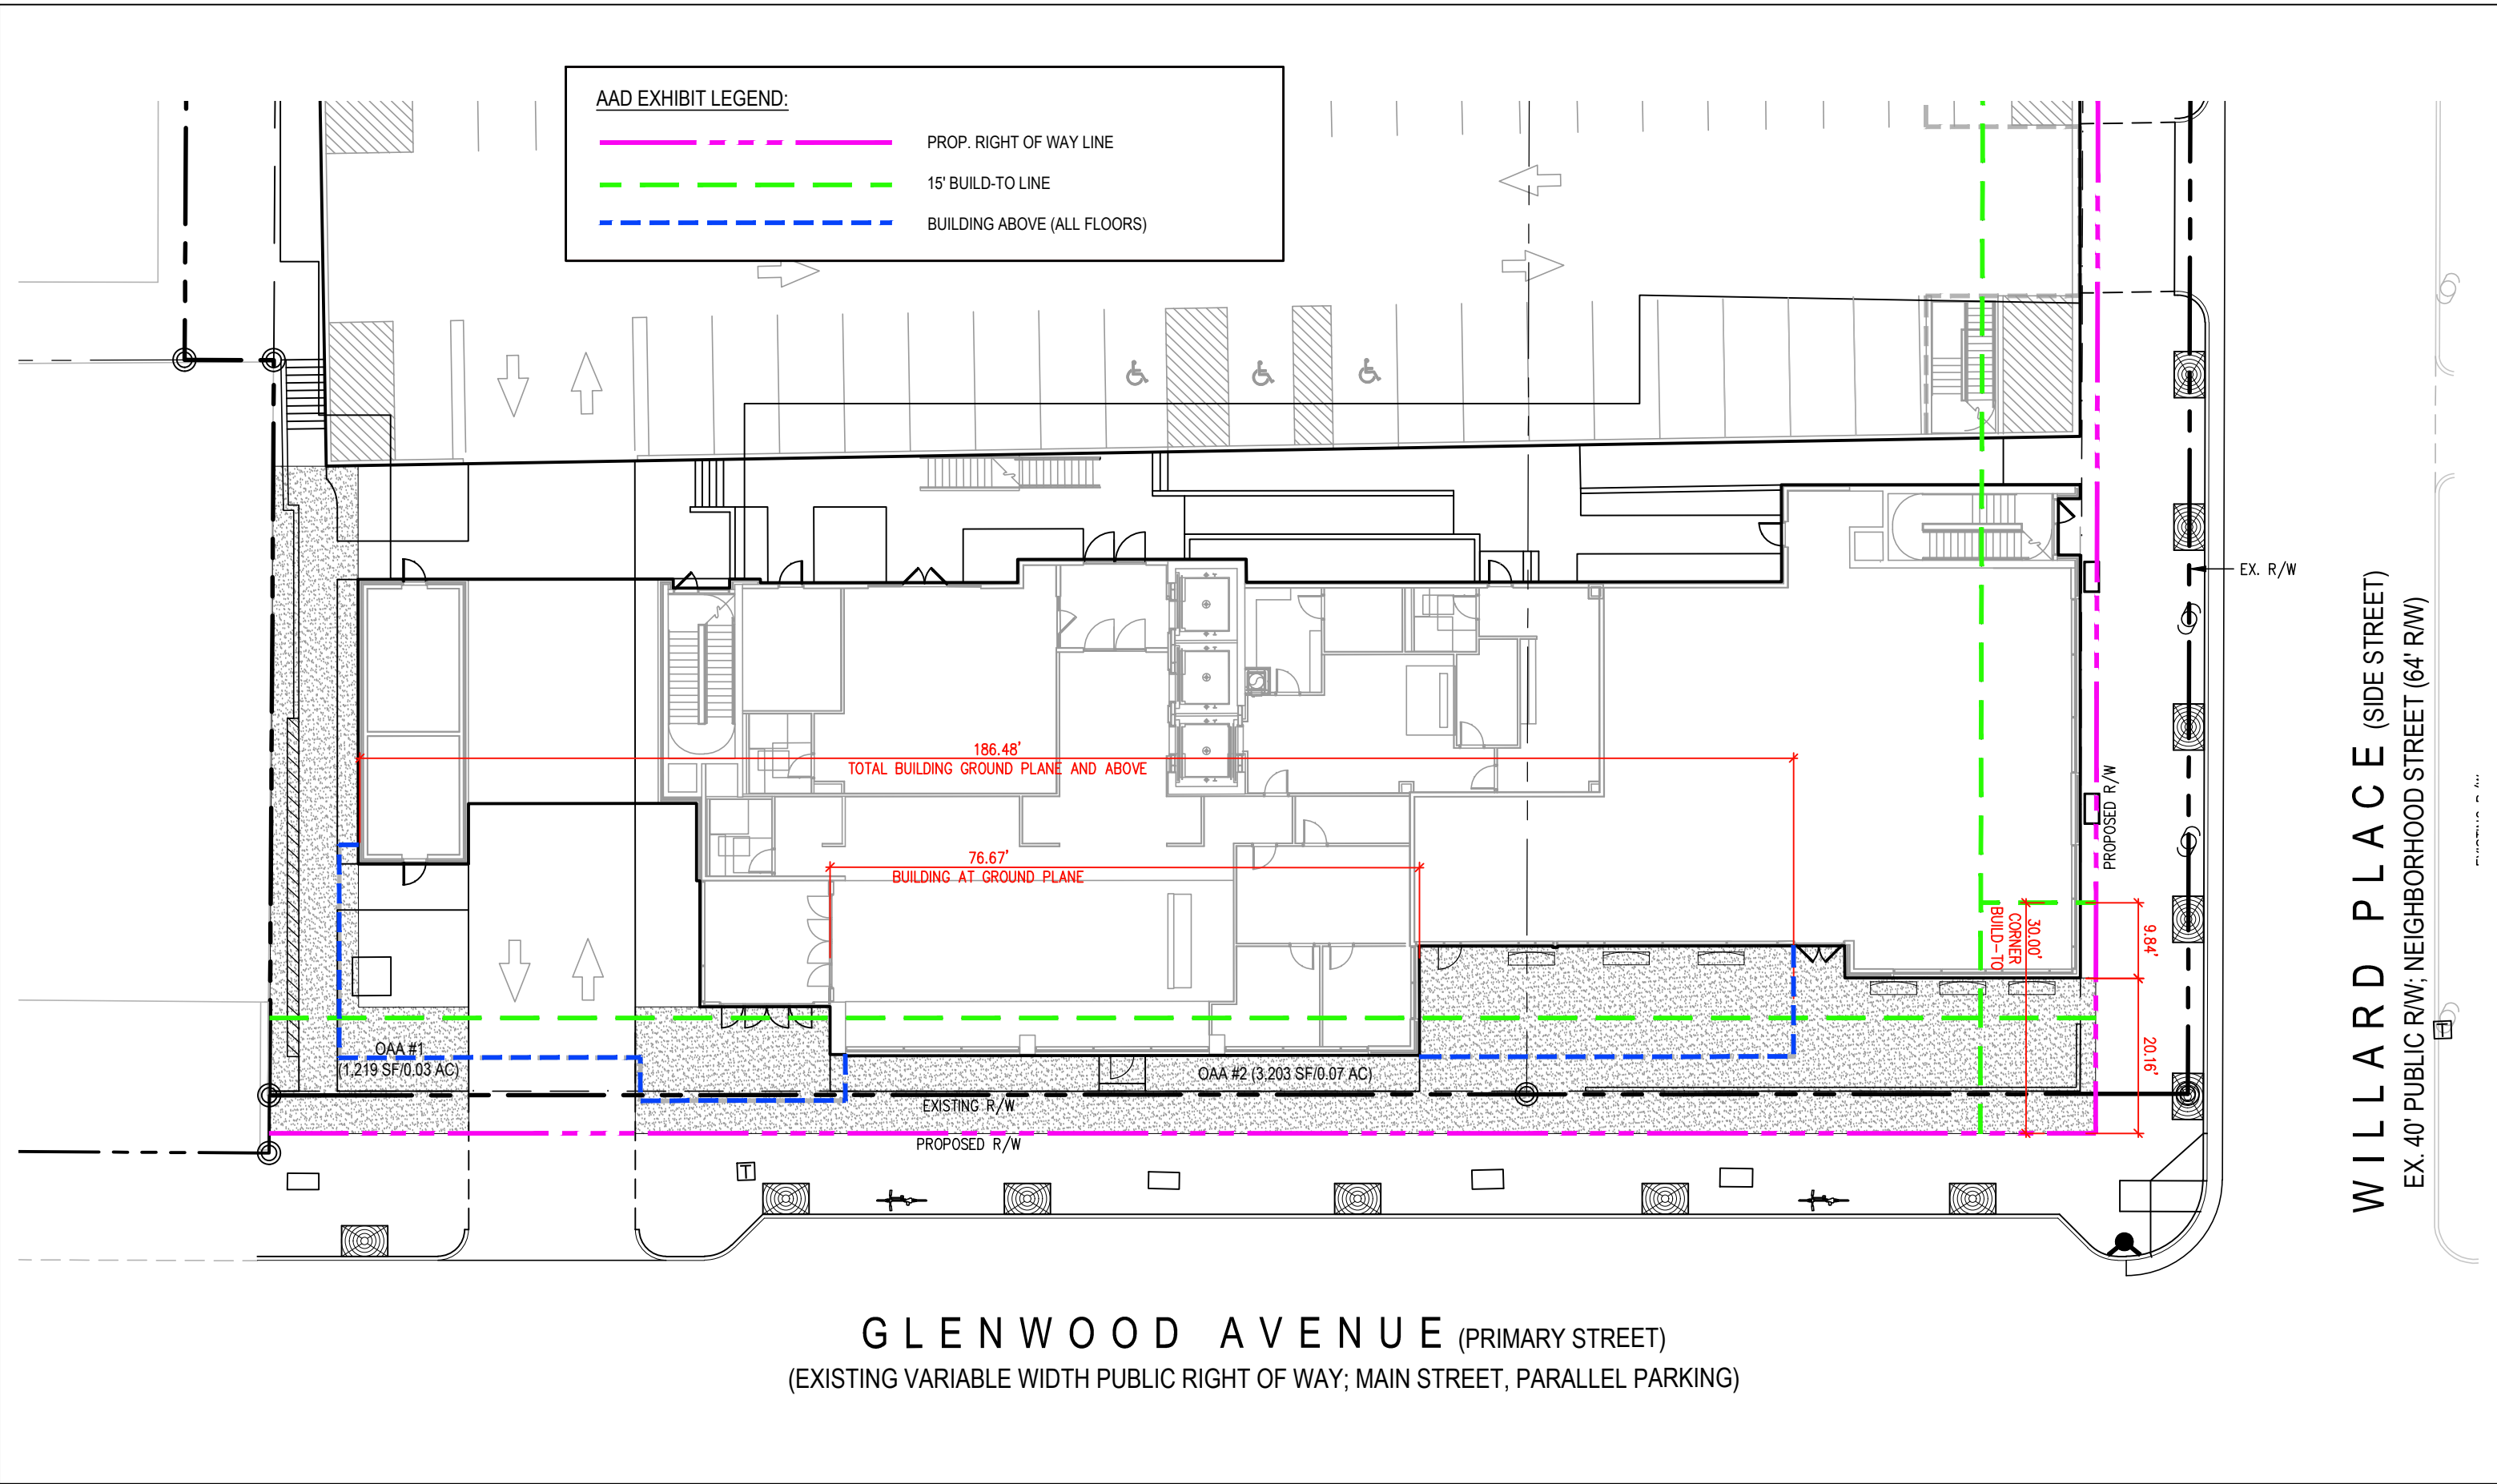 AAD EXHIBIT LEGEND:
PROP. RIGHT OF WAY LINE
15' BUILD-TO LINE
BUILDING ABOVE (ALL FLOORS)
EX. R/W
186.48'
TOTAL BUILDING GROUND PLANE AND ABOVE
76.67'
BUILDING AT GROUND PLANE
PROPOSED R/W
30.00'
CORNER
BUILD-TO
9.84'
20.16'
OAA #1
(1,219 SF/0.03 AC)
OAA #2 (3,203 SF/0.07 AC)
EXISTING R/W
PROPOSED R/W
T
T
WILLARD PLACE (SIDE STREET)
EX. 40' PUBLIC R/W; NEIGHBORHOOD STREET (64' R/W)
GLENWOOD AVENUE (PRIMARY STREET)
(EXISTING VARIABLE WIDTH PUBLIC RIGHT OF WAY; MAIN STREET, PARALLEL PARKING)